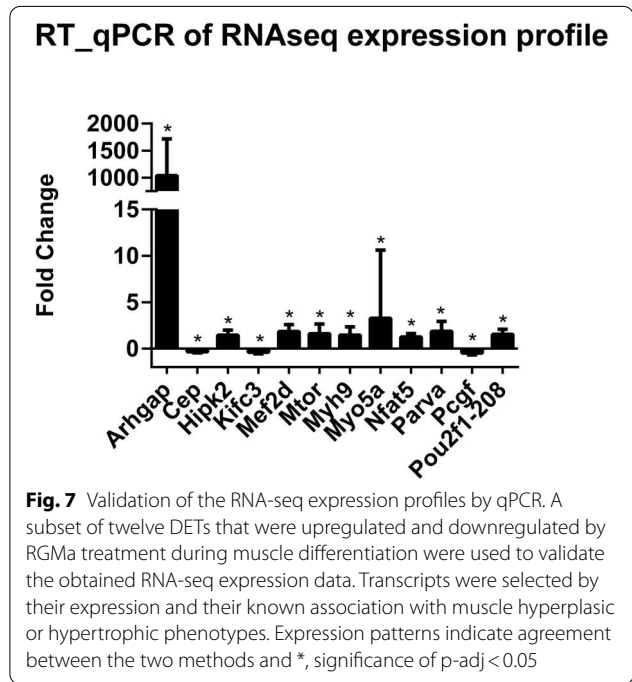 RT_qPCR of RNAseq expression profile
Fold Change
2000
1500
1000
15
10
5
0
*
*
*
*
*
*
*
*
*
*
*
*
Arhgap
Cep
Hipk2
Kifc3
Mef2d
Mtor
Myh9
Myo5a
Nfat5
Parva
Pcgf
Pou2f1-208
Fig. 7 Validation of the RNA-seq expression profiles by qPCR. A
subset of twelve DETs that were upregulated and downregulated by
RGMa treatment during muscle differentiation were used to validate
the obtained RNA-seq expression data. Transcripts were selected by
their expression and their known association with muscle hyperplasic
or hypertrophic phenotypes. Expression patterns indicate agreement
between the two methods and *, significance of p-adj < 0.05